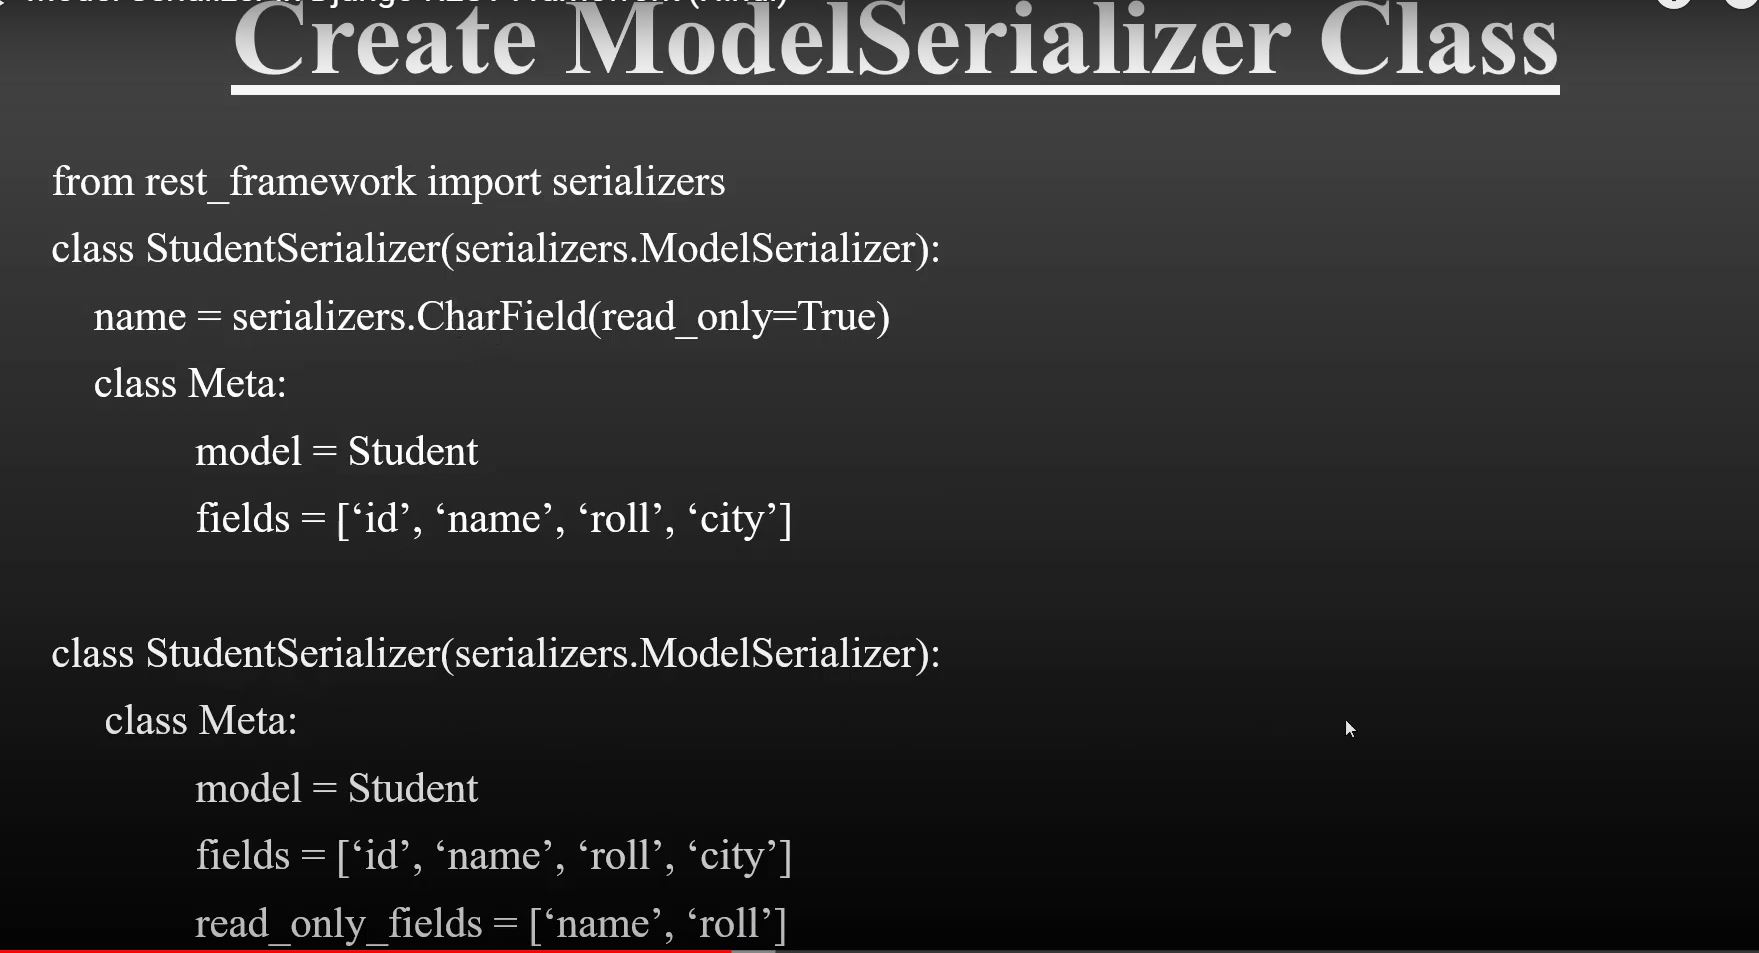 Create ModelSerializer Class
from rest_framework import serializers
class StudentSerializer(serializers.ModelSerializer):
name = serializers.CharField(read_only=True)
class Meta:
model = Student
fields = [‘id’, ‘name’, ‘roll’, ‘city’]
class StudentSerializer(serializers.ModelSerializer):
class Meta:
model = Student
fields = [‘id’, ‘name’, ‘roll’, ‘city’]
read_only_fields = [‘name’, ‘roll’]